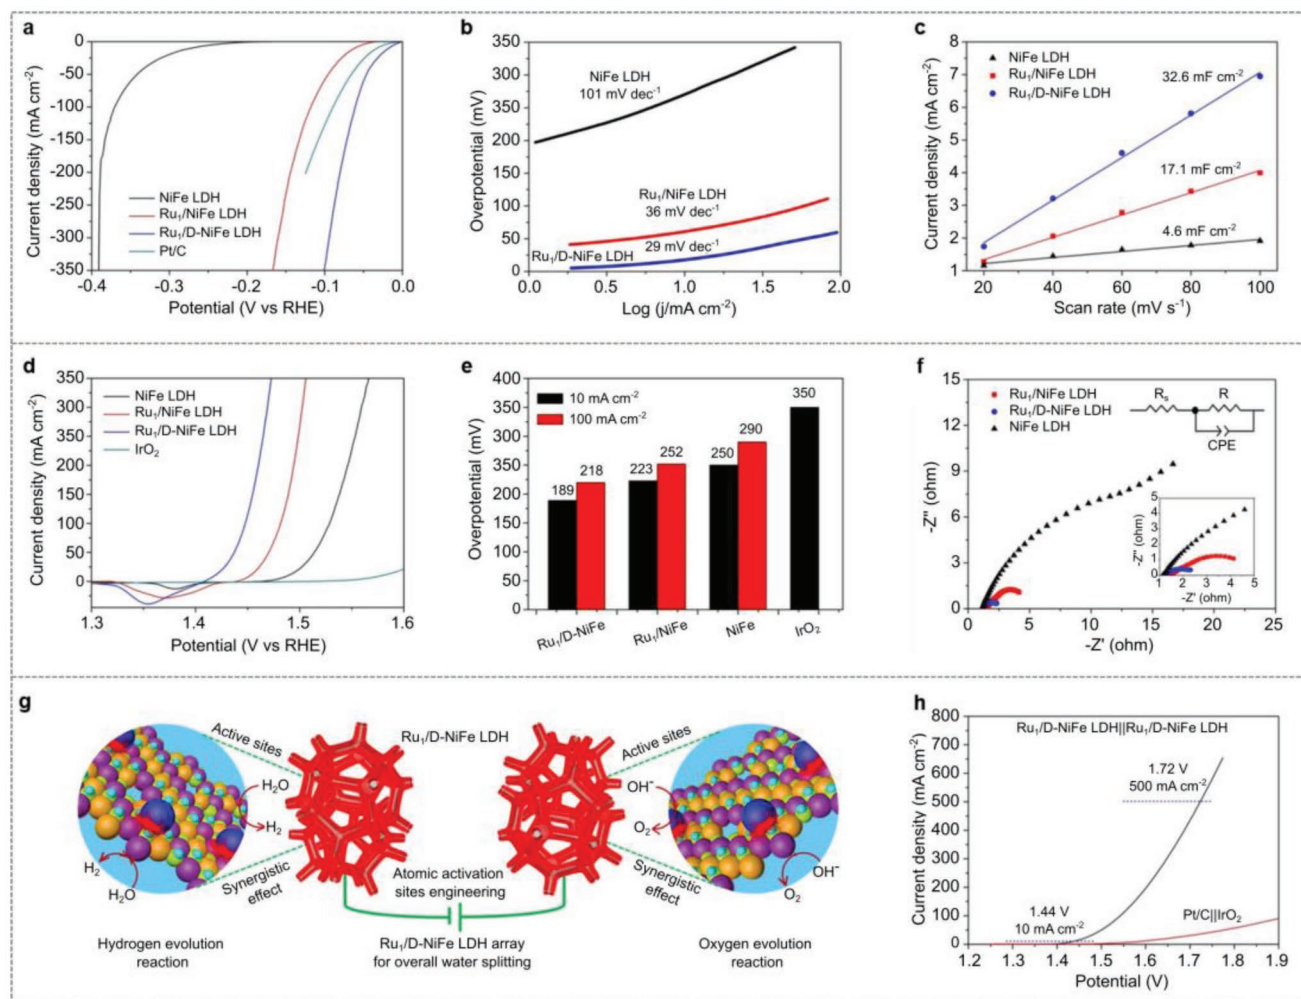 a
0
-50
-100
-150
-200
-250
-300
-350
Current density (mA cm⁻²)
NiFe LDH
Ru₁/NiFe LDH
Ru₁/D-NiFe LDH
Pt/C
-0.4 -0.3 -0.2 -0.1 0.0
Potential (V vs RHE)
b
350
300
250
200
150
100
50
0
Overpotential (mV)
NiFe LDH
101 mV dec⁻¹
Ru₁/NiFe LDH
36 mV dec⁻¹
29 mV dec⁻¹
Ru₁/D-NiFe LDH
0.0 0.5 1.0 1.5 2.0
Log (j/mA cm⁻²)
c
8
7
6
5
4
3
2
1
Current density (mA cm⁻²)
NiFe LDH
Ru₁/NiFe LDH
Ru₁/D-NiFe LDH
32.6 mF cm⁻²
17.1 mF cm⁻²
4.6 mF cm⁻²
20 40 60 80 100
Scan rate (mV s⁻¹)
d
350
300
250
200
150
100
50
0
-50
Current density (mA cm⁻²)
NiFe LDH
Ru₁/NiFe LDH
Ru₁/D-NiFe LDH
IrO₂
1.3 1.4 1.5 1.6
Potential (V vs RHE)
e
400
350
300
250
200
150
100
50
0
Overpotential (mV)
10 mA cm⁻²
100 mA cm⁻²
189 218 223 252 250 290 350
Ru₁/D-NiFe Ru₁/NiFe NiFe IrO₂
f
15
12
9
6
3
0
-Z" (ohm)
Ru₁/NiFe LDH
Ru₁/D-NiFe LDH
NiFe LDH
Rₛ R
CPE
5
4
3
2
1
0
-Z" (ohm)
1 2 3 4 5
-Z' (ohm)
0 5 10 15 20 25
-Z' (ohm)
g
Active sites
Ru₁/D-NiFe LDH
Active sites
H₂O
H₂
H₂
H₂O
Synergistic
effect
Atomic activation
sites engineering
OH⁻
O₂
OH⁻
O₂
Synergistic
effect
Hydrogen evolution
reaction
Ru₁/D-NiFe LDH array
for overall water splitting
Oxygen evolution
reaction
h
800
700
600
500
400
300
200
100
0
Current density (mA cm⁻²)
Ru₁/D-NiFe LDH||Ru₁/D-NiFe LDH
1.72 V
500 mA cm⁻²
1.44 V
10 mA cm⁻²
Pt/C||IrO₂
1.2 1.3 1.4 1.5 1.6 1.7 1.8 1.9
Potential (V)